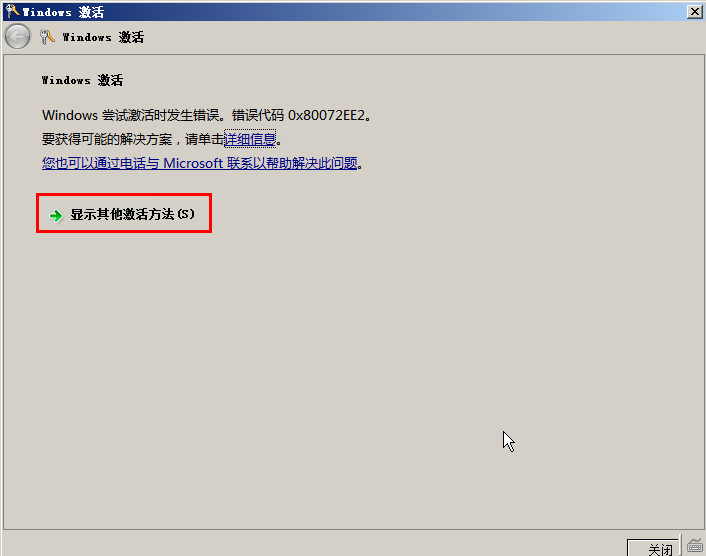 Windows 激活
Windows 激活
Windows 激活
Windows 尝试激活时发生错误。错误代码 0x80072EE2。
要获得可能的解决方案，请单击详细信息。
您也可以通过电话与 Microsoft 联系以帮助解决此问题。
显示其他激活方法(S)
关闭